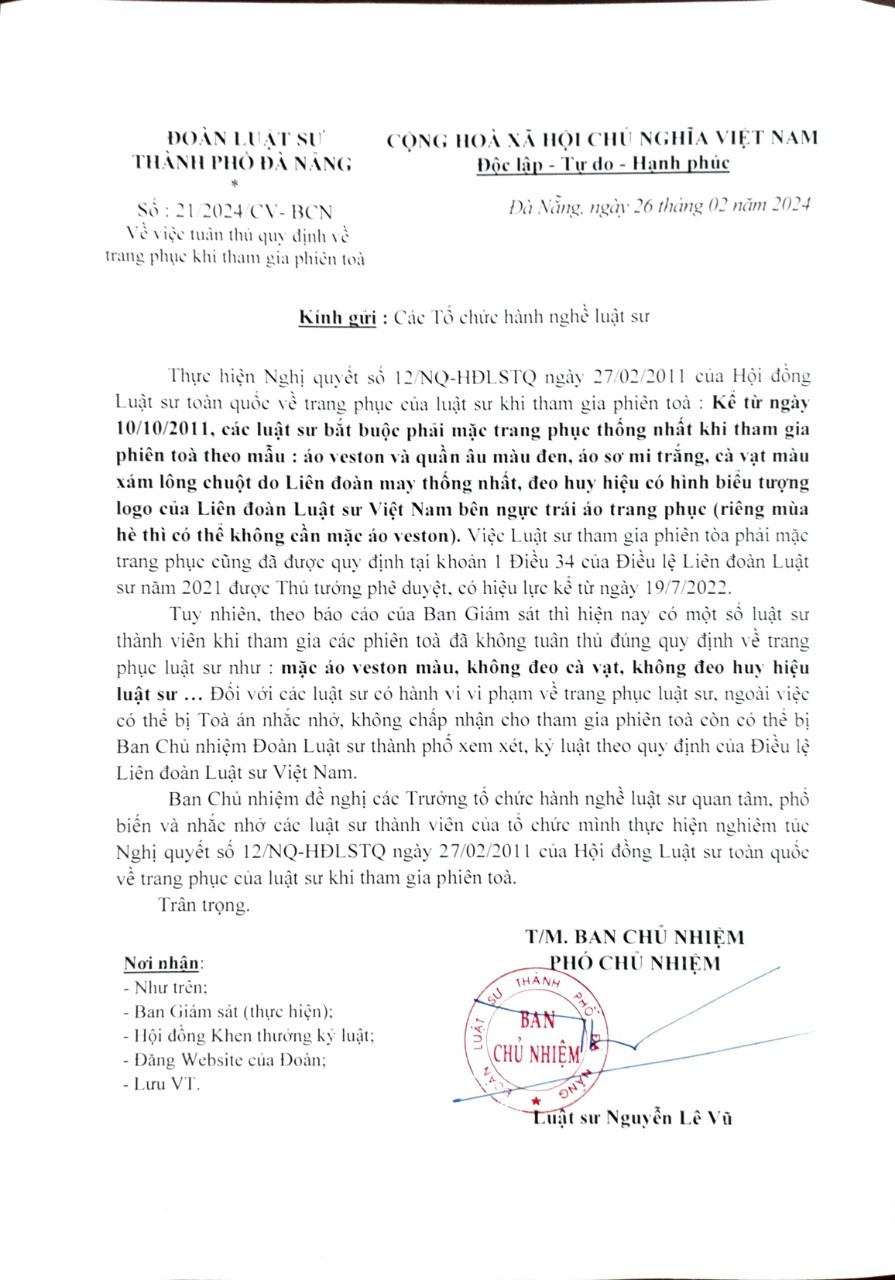 ĐOÀN LUẬT SƯ
THÀNH PHỐ ĐÀ NẴNG
*
Số : 21/2024/CV- BCN
Về việc tuân thủ quy định về
trang phục khi tham gia phiên toà
CỘNG HOÀ XÃ HỘI CHỦ NGHĨA VIỆT NAM
Độc lập - Tự do - Hạnh phúc
Đà Nẵng, ngày 26 tháng 02 năm 2024
Kính gửi : Các Tổ chức hành nghề luật sư
Thực hiện Nghị quyết số 12/NQ-HĐLSTQ ngày 27/02/2011 của Hội đồng
Luật sư toàn quốc về trang phục của luật sư khi tham gia phiên toà : Kể từ ngày
10/10/2011, các luật sư bắt buộc phải mặc trang phục thống nhất khi tham gia
phiên toà theo mẫu : áo veston và quần âu màu đen, áo sơ mi trắng, cà vạt màu
xám lông chuột do Liên đoàn may thống nhất, đeo huy hiệu có hình biểu tượng
logo của Liên đoàn Luật sư Việt Nam bên ngực trái áo trang phục (riêng mùa
hè thì có thể không cần mặc áo veston). Việc Luật sư tham gia phiên tòa phải mặc
trang phục cũng đã được quy định tại khoản 1 Điều 34 của Điều lệ Liên đoàn Luật
sư năm 2021 được Thủ tướng phê duyệt, có hiệu lực kể từ ngày 19/7/2022.
Tuy nhiên, theo báo cáo của Ban Giám sát thì hiện nay có một số luật sư
thành viên khi tham gia các phiên toà đã không tuân thủ đúng quy định về trang
phục luật sư như : mặc áo veston màu, không đeo cà vạt, không đeo huy hiệu
luật sư ... Đối với các luật sư có hành vi vi phạm về trang phục luật sư, ngoài việc
có thể bị Toà án nhắc nhở, không chấp nhận cho tham gia phiên toà còn có thể bị
Ban Chủ nhiệm Đoàn Luật sư thành phố xem xét, kỷ luật theo quy định của Điều lệ
Liên đoàn Luật sư Việt Nam.
Ban Chủ nhiệm đề nghị các Trưởng tổ chức hành nghề luật sư quan tâm, phổ
biến và nhắc nhở các luật sư thành viên của tổ chức mình thực hiện nghiêm túc
Nghị quyết số 12/NQ-HĐLSTQ ngày 27/02/2011 của Hội đồng Luật sư toàn quốc
về trang phục của luật sư khi tham gia phiên toà.
Trân trọng.
T/M. BAN CHỦ NHIỆM
PHÓ CHỦ NHIỆM
Nơi nhận:
- Như trên;
- Ban Giám sát (thực hiện);
- Hội đồng Khen thưởng kỷ luật;
- Đăng Website của Đoàn;
- Lưu VT.
ĐOÀN LUẬT SƯ THÀNH PHỐ ĐÀ NẴNG
BAN
CHỦ NHIỆM
Luật sư Nguyễn Lê Vũ